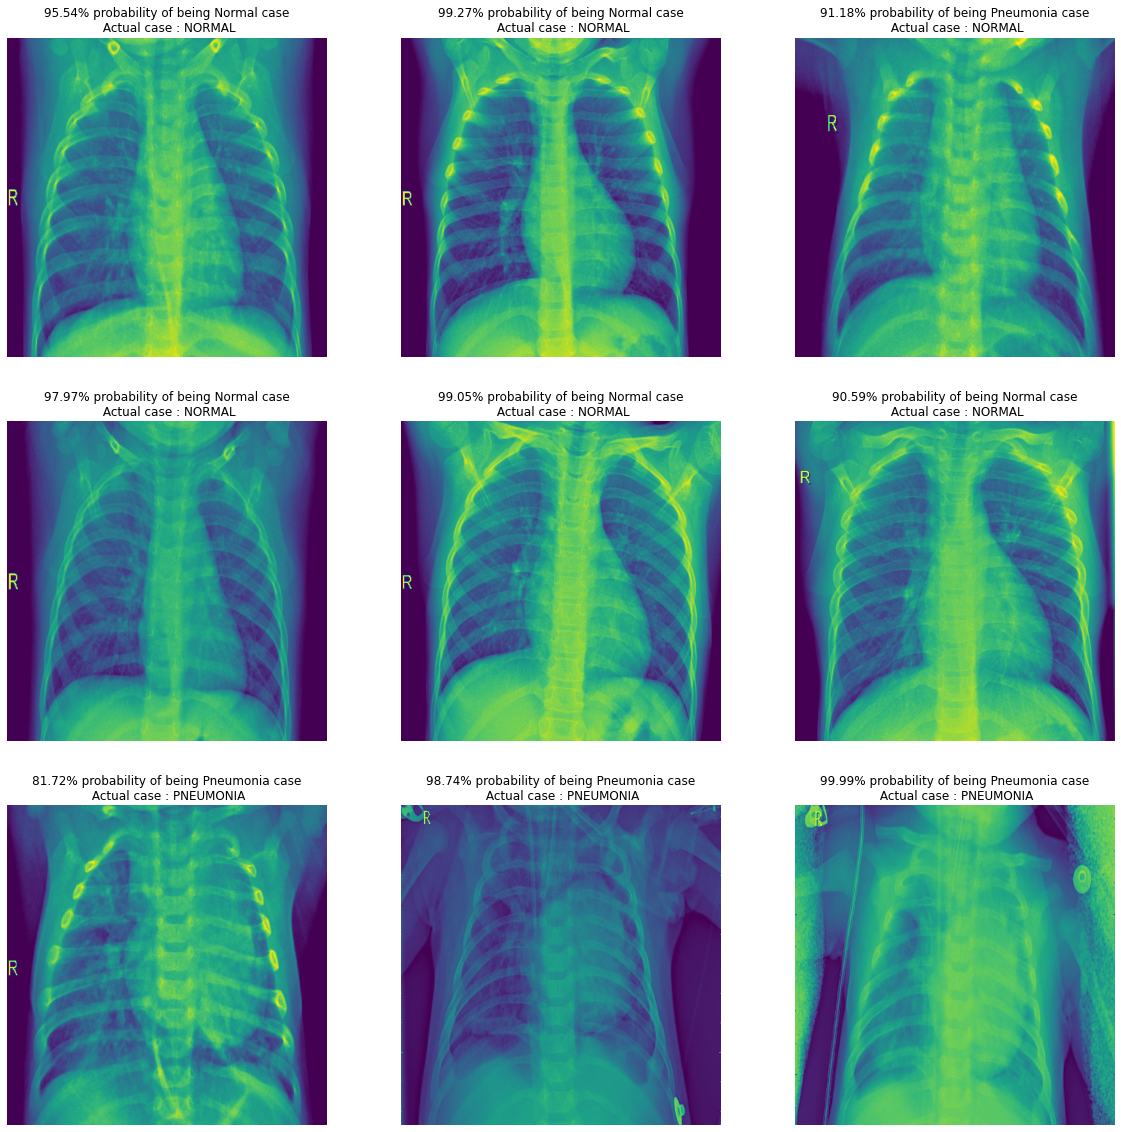 95.54% probability of being Normal case
Actual case : NORMAL
99.27% probability of being Normal case
Actual case : NORMAL
91.18% probability of being Pneumonia case
Actual case : NORMAL
R
R
R
97.97% probability of being Normal case
Actual case : NORMAL
99.05% probability of being Normal case
Actual case : NORMAL
90.59% probability of being Normal case
Actual case : NORMAL
R
R
R
81.72% probability of being Pneumonia case
Actual case : PNEUMONIA
98.74% probability of being Pneumonia case
Actual case : PNEUMONIA
99.99% probability of being Pneumonia case
Actual case : PNEUMONIA
R
R
R